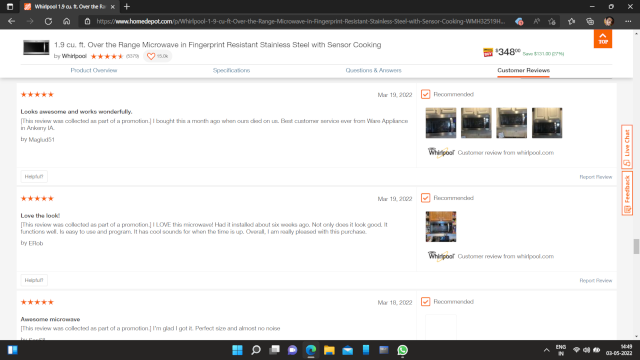 Whirlpool 1.9 cu. ft. Over the Ra
https://www.homedepot.com/p/Whirlpool-1-9-cu-ft-Over-the-Range-Microwave-in-Fingerprint-Resistant-Stainless-Steel-with-Sensor-Cooking-WMH32519H...
1.9 cu. ft. Over the Range Microwave in Fingerprint Resistant Stainless Steel with Sensor Cooking
by Whirlpool
15.0k
$348.00 Save $131.00 (27%)
TOP
Product Overview
Specifications
Questions & Answers
Customer Reviews
Mar 19, 2022
Recommended
Looks awesome and works wonderfully.
[This review was collected as part of a promotion.] I bought this a month ago when ours died on us. Best customer service ever from Ware Appliance
in Ankeny IA.
by Maglud51
Whirlpool Customer review from whirlpool.com
Helpful?
Report Review
Live Chat
Feedback
Mar 19, 2022
Recommended
Love the look!
[This review was collected as part of a promotion.] I LOVE this microwave! Had it installed about six weeks ago. Not only does it look good. It
functions well. Is easy to use and program. It has cool sounds for when the time is up, Overall, I am really pleased with this purchase.
by ERob
Whirlpool Customer review from whirlpool.com
Helpful?
Report Review
Mar 18, 2022
Recommended
Awesome microwave
[This review was collected as part of a promotion.] I'm glad I got it. Perfect size and almost no noise
ENG
IN
14:49
03-05-2022